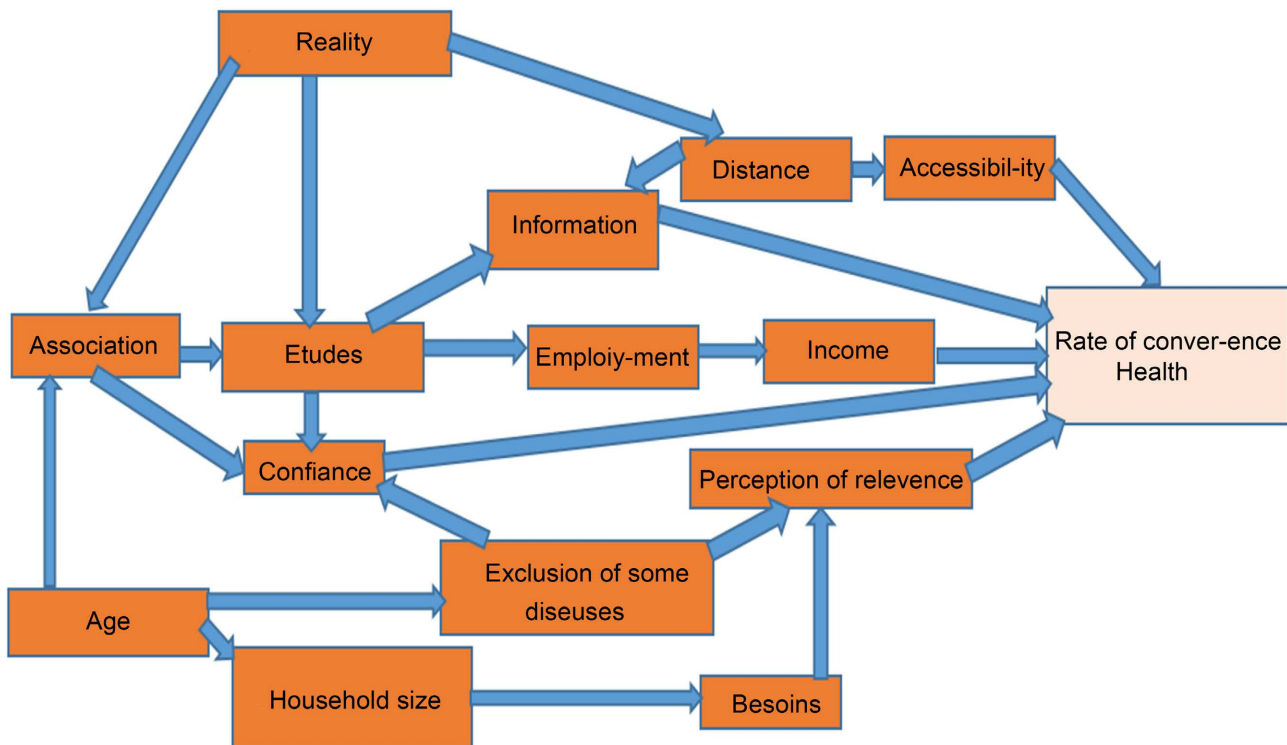 Reality
Distance
Accessibil-ity
Information
Association
Etudes
Employ-ment
Income
Rate of conver-ence
Health
Confiance
Perception of relevence
Exclusion of some
diseuses
Age
Household size
Besoins